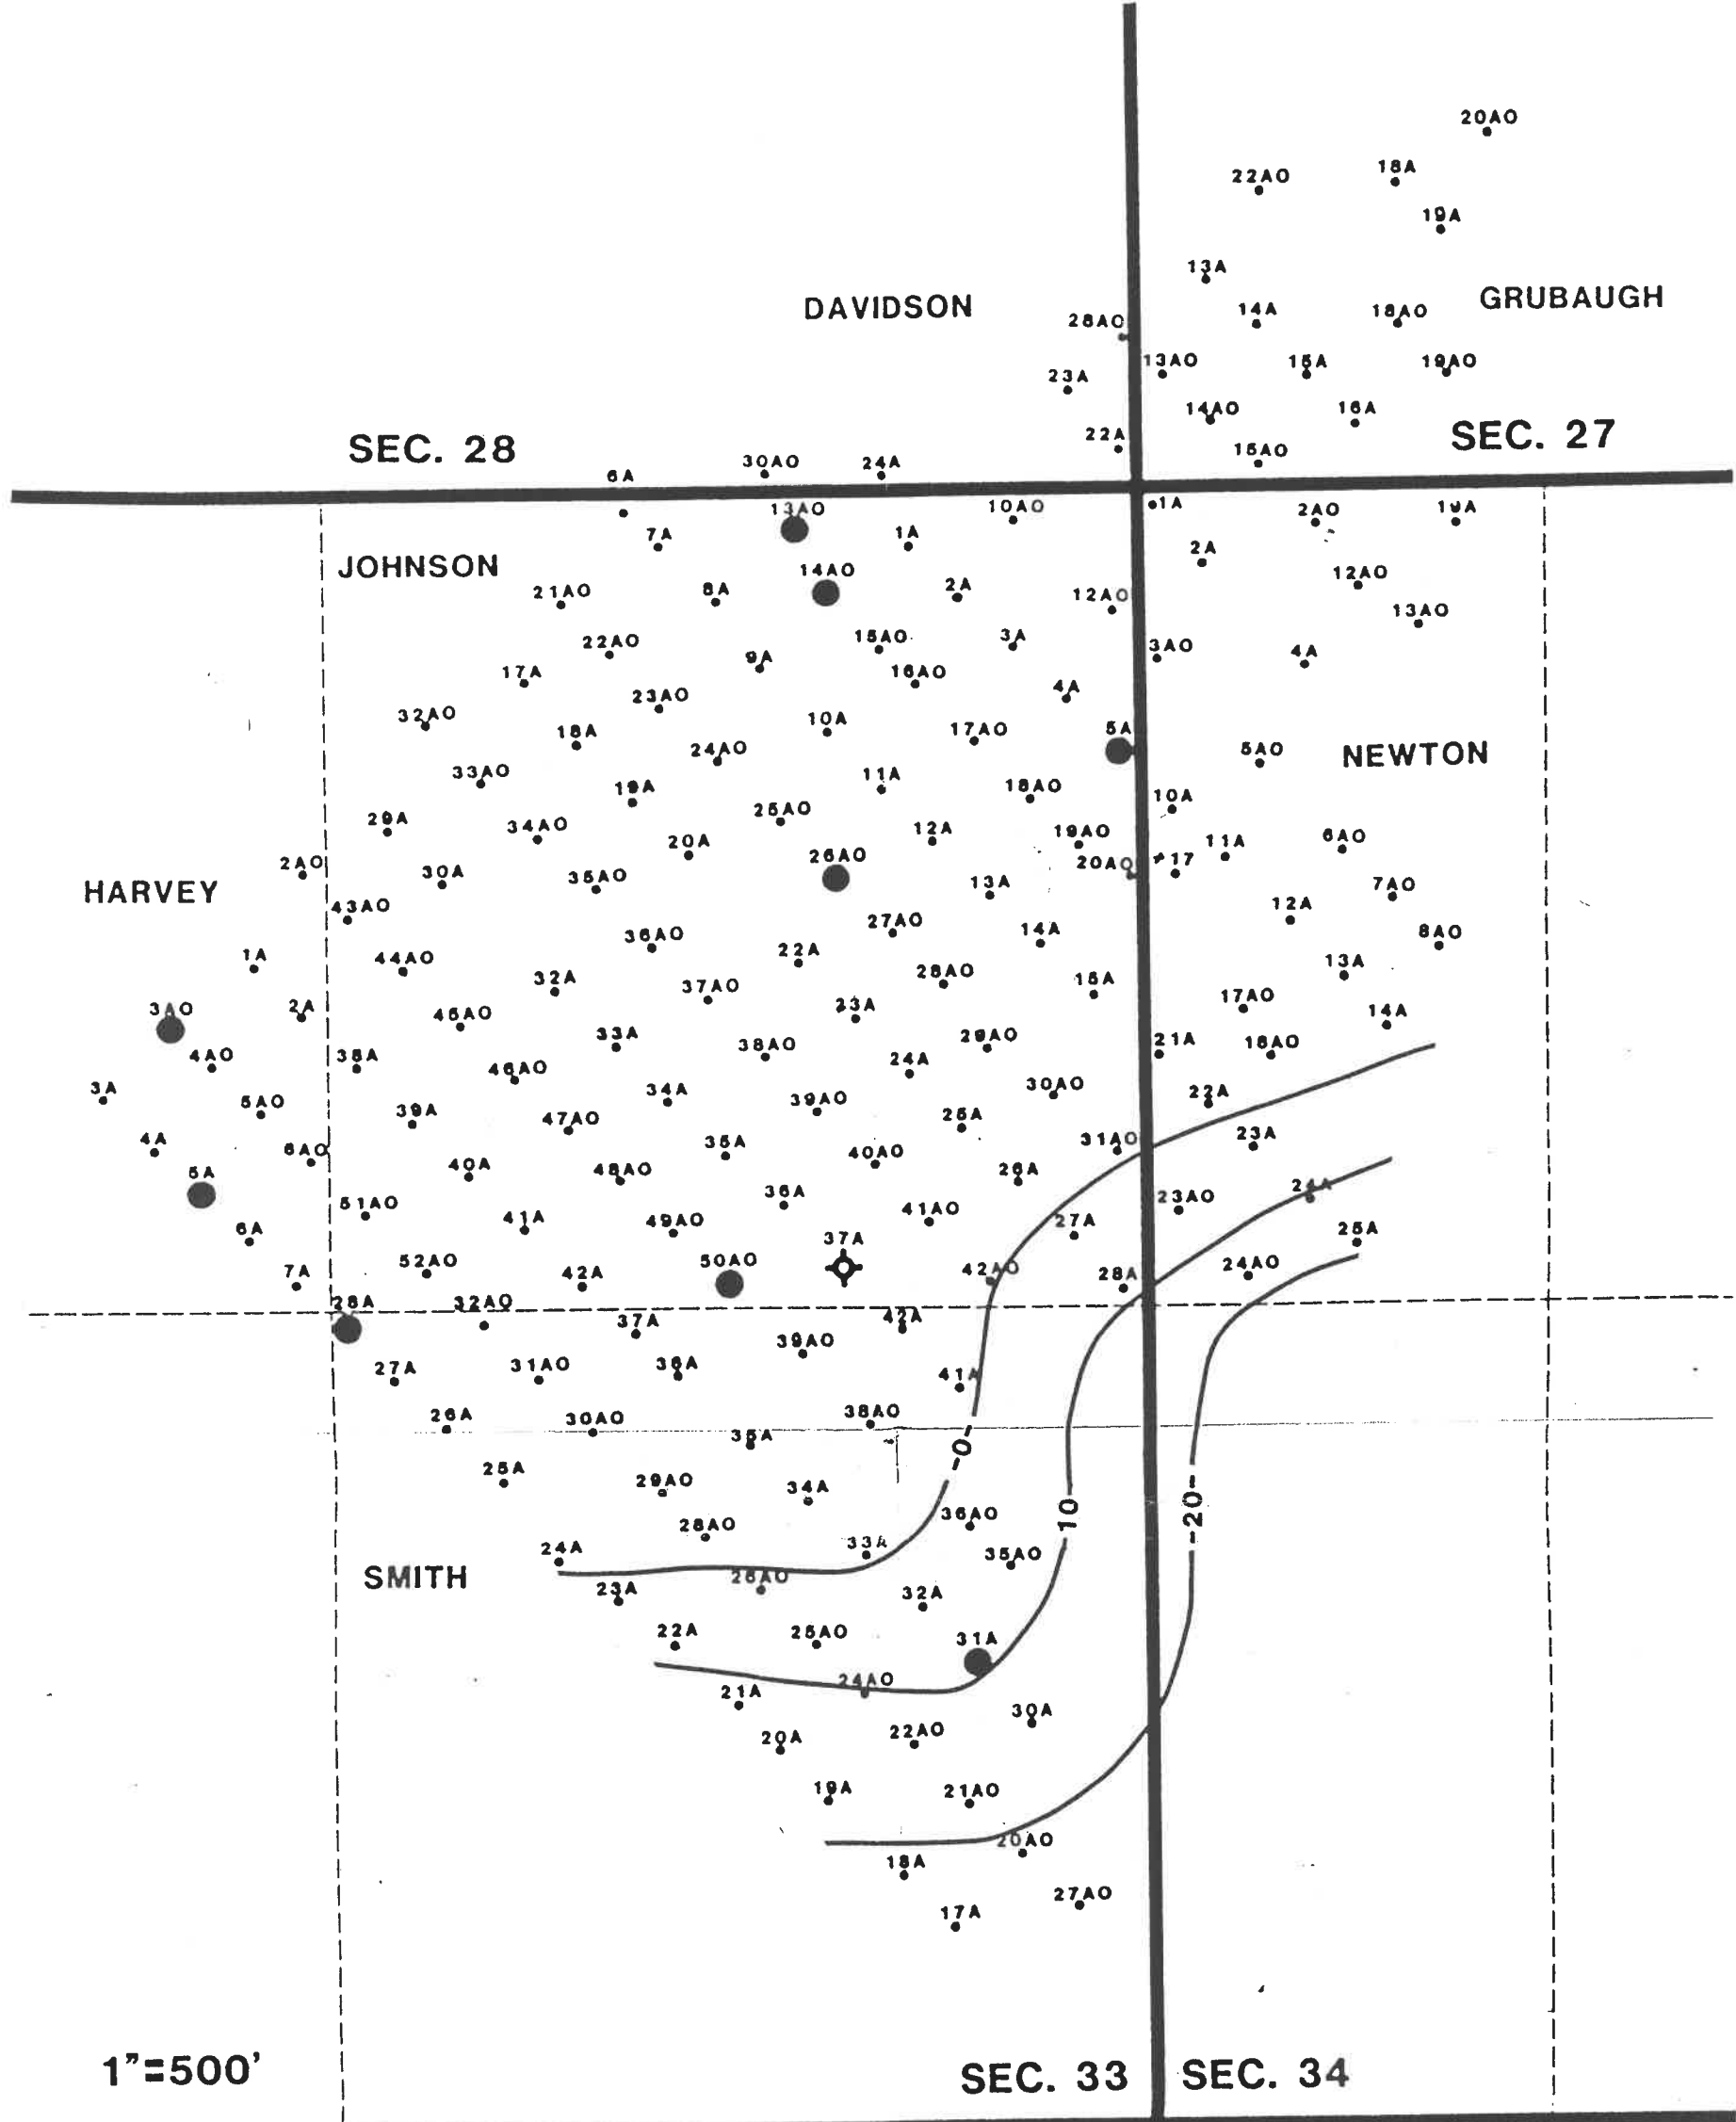 20AO
22AO 18A
19A
13A
DAVIDSON GRUBAUGH
28AO 14A 18AO
13AO 15A 19AO
23A
14AO 16A
22A
SEC. 28 SEC. 27
15AO
6A 30AO 24A
13AO 10AO 1A 2AO 19A
7A 1A
2A
JOHNSON
14AO 12AO
21AO 8A 2A 12AO
13AO
22AO 15AO 3A 3AO 4A
9A
17A 16AO
23AO 4A
32AO 10A
18A 17AO 5A
24AO 5AO NEWTON
33AO 11A
19A 18AO 10A
25AO
29A 34AO 12A 19AO
20A 11A 6AO
26AO 20AO 17
2AO
30A 35AO 13A 7AO
HARVEY
43AO 12A
27AO
36AO 14A 8AO
1A 44AO 22A
28AO 13A
32A 37AO 15A
3AO 2A 23A 17AO
45AO 14A
33A 38AO 29AO 21A 16AO
4AO 38A 24A
46AO
3A 34A 39AO 30AO 22A
5AO 39A
47AO 25A
4A 35A 31AO 23A
6AO 40AO
5A 40A 48AO 26A
36A 23AO 24A
51AO 41A 49AO 41AO 27A
6A 37A 25A
7A 52AO 42A 50AO 42AO 28A 24AO
28A 32AO
37A 42A
39AO
27A 31AO 36A
41A
26A 30AO 38AO
35A
-0-
25A 29AO 34A
10 -20-
36AO
28AO
24A 33A 35AO
SMITH 26AO
23A 32A
22A 25AO 31A
24AO
21A
30A
20A 22AO
19A 21AO
20AO
18A
27AO
17A
1"=500'
SEC. 33 SEC. 34